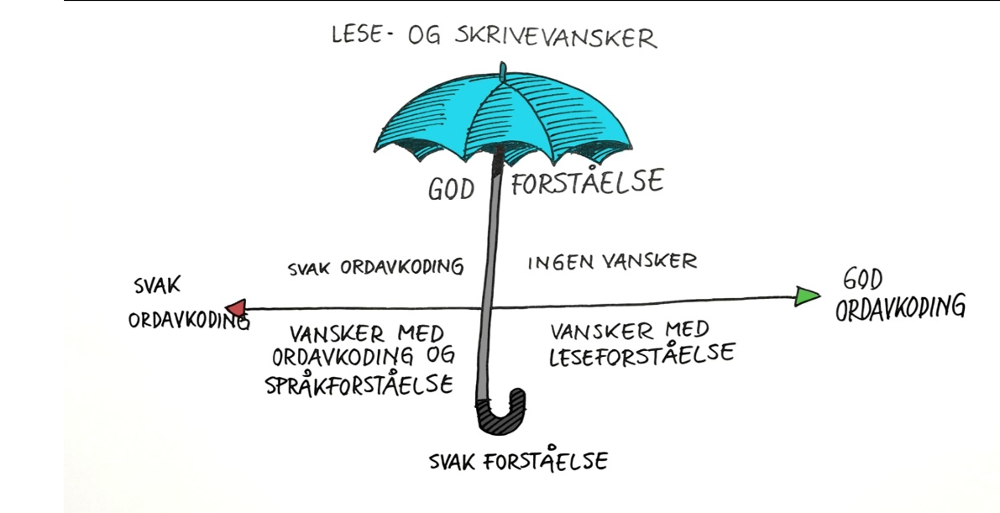 LESE- OG SKRIVEVANSKER
GOD FORSTÅELSE
SVAK ORDAVKODING
INGEN VANSKER
SVAK
ORDAVKODING
GOD
ORDAVKODING
VANSKER MED
ORDAVKODING OG
SPRÅKFORSTÅELSE
VANSKER MED
LESEFORSTÅELSE
SVAK FORSTÅELSE